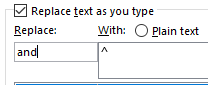 Replace text as you type
Replace: With: Plain text
and ^